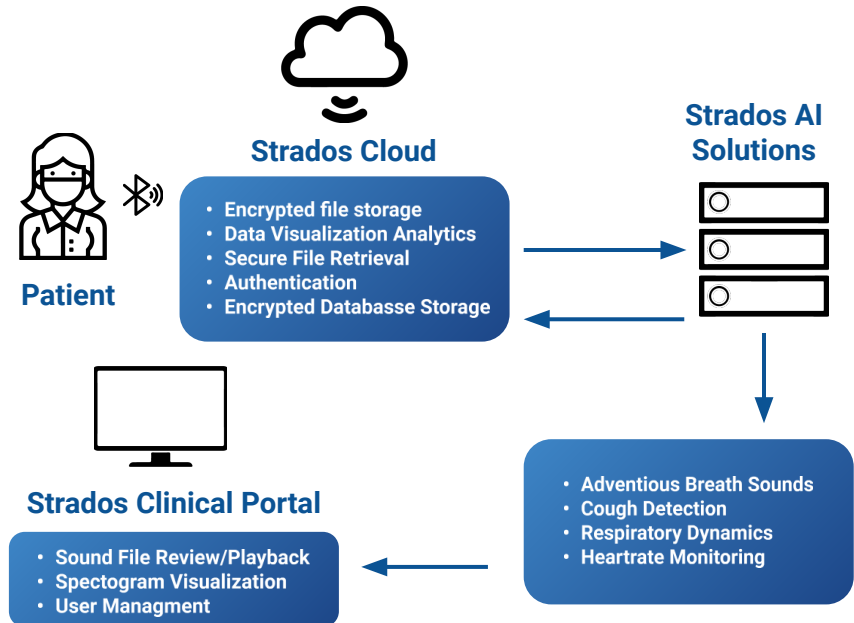 Strados Cloud
• Encrypted file storage
• Data Visualization Analytics
• Secure File Retrieval
• Authentication
• Encrypted Databasse Storage
Patient
Strados AI
Solutions
• Adventious Breath Sounds
• Cough Detection
• Respiratory Dynamics
• Heartrate Monitoring
Strados Clinical Portal
• Sound File Review/Playback
• Spectogram Visualization
• User Managment